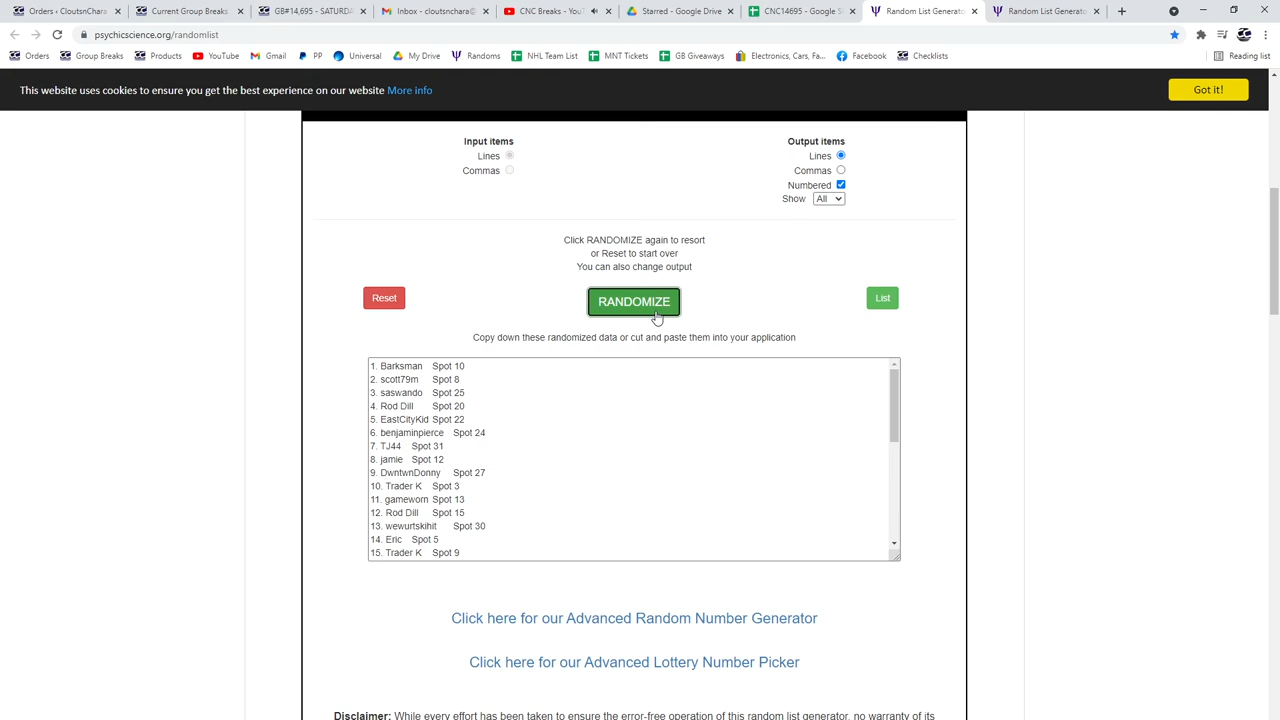 Orders ‹ CloutsnChara
Current Group Breaks
GB#14,695 - SATURDA
Inbox - cloutsnchara@
CNC Breaks - You
Starred - Google Drive
CNC14695 - Google S
Random List Generato
Random List Generato
psychicscience.org/randomlist
Orders
Group Breaks
Products
YouTube
Gmail
PP
Universal
My Drive
Randoms
NHL Team List
MNT Tickets
GB Giveaways
Electronics, Cars, Fa...
Facebook
Checklists
Reading list
This website uses cookies to ensure you get the best experience on our website More info
Got it!
Input items
Lines
Commas
Output items
Lines
Commas
Numbered
Show All
Click RANDOMIZE again to resort
or Reset to start over
You can also change output
Reset
RANDOMIZE
List
Copy down these randomized data or cut and paste them into your application
1. Barksman Spot 10
2. scott79m Spot 8
3. saswando Spot 25
4. Rod Dill Spot 20
5. EastCityKid Spot 22
6. benjaminpierce Spot 24
7. TJ44 Spot 31
8. jamie Spot 12
9. DwntwnDonny Spot 27
10. Trader K Spot 3
11. gameworn Spot 13
12. Rod Dill Spot 15
13. wewurtskihit Spot 30
14. Eric Spot 5
15. Trader K Spot 9
Click here for our Advanced Random Number Generator
Click here for our Advanced Lottery Number Picker
Disclaimer: While every effort has been taken to ensure the error-free operation of this random list generator, no warranty of its